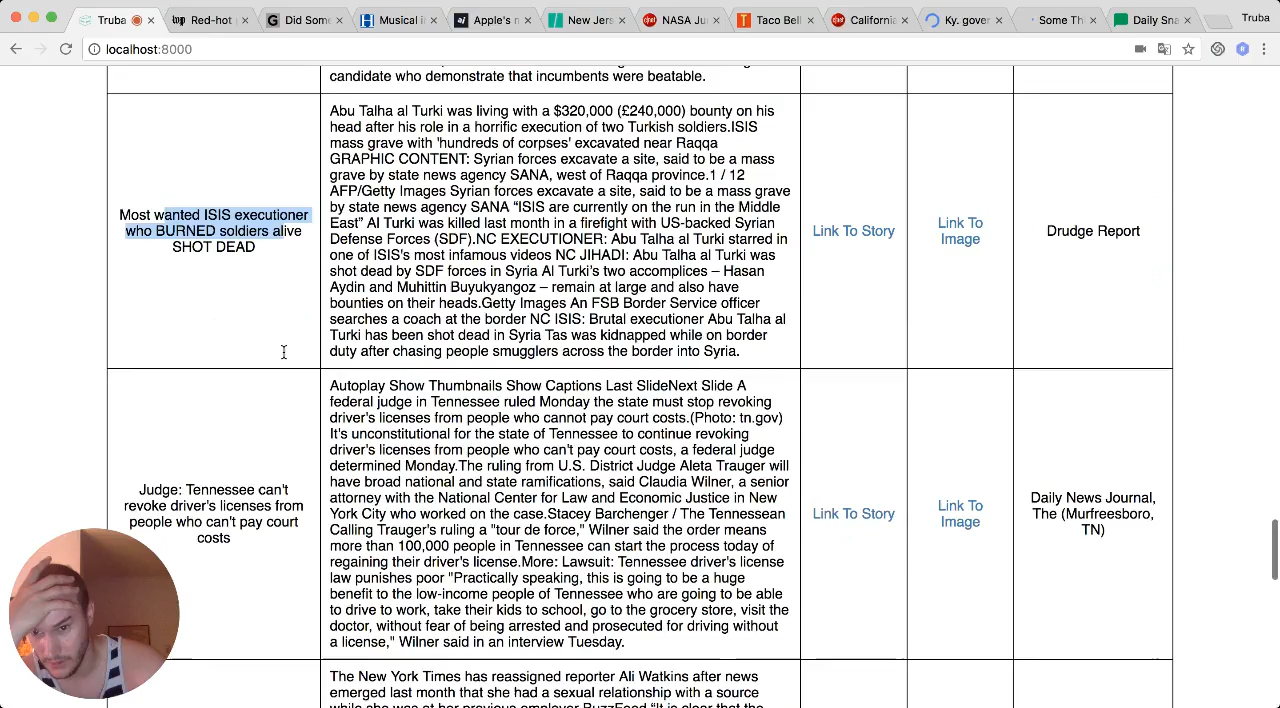 Truba
Red-hot
Did Some
Musical i
Apple's n
New Jers
NASA Ju
Taco Bell
California
Ky. gover
Some Th
Daily Sna
Truba
localhost:8000
candidate who demonstrate that incumbents were beatable.
Most wanted ISIS executioner
who BURNED soldiers alive
SHOT DEAD
Abu Talha al Turki was living with a $320,000 (£240,000) bounty on his
head after his role in a horrific execution of two Turkish soldiers.ISIS
mass grave with 'hundreds of corpses' excavated near Raqqa
GRAPHIC CONTENT: Syrian forces excavate a site, said to be a mass
grave by state news agency SANA, west of Raqqa province.1 / 12
AFP/Getty Images Syrian forces excavate a site, said to be a mass grave
by state news agency SANA “ISIS are currently on the run in the Middle
East” Al Turki was killed last month in a firefight with US-backed Syrian
Defense Forces (SDF).NC EXECUTIONER: Abu Talha al Turki starred in
one of ISIS's most infamous videos NC JIHADI: Abu Talha al Turki was
shot dead by SDF forces in Syria Al Turki's two accomplices – Hasan
Aydin and Muhittin Buyukyangoz – remain at large and also have
bounties on their heads.Getty Images An FSB Border Service officer
searches a coach at the border NC ISIS: Brutal executioner Abu Talha al
Turki has been shot dead in Syria Tas was kidnapped while on border
duty after chasing people smugglers across the border into Syria.
Link To Story
Link To
Image
Drudge Report
Judge: Tennessee can't
revoke driver's licenses from
people who can't pay court
costs
Autoplay Show Thumbnails Show Captions Last SlideNext Slide A
federal judge in Tennessee ruled Monday the state must stop revoking
driver's licenses from people who cannot pay court costs.(Photo: tn.gov)
It's unconstitutional for the state of Tennessee to continue revoking
driver's licenses from people who can't pay court costs, a federal judge
determined Monday.The ruling from U.S. District Judge Aleta Trauger will
have broad national and state ramifications, said Claudia Wilner, a senior
attorney with the National Center for Law and Economic Justice in New
York City who worked on the case.Stacey Barchenger / The Tennessean
Calling Trauger's ruling a "tour de force," Wilner said the order means
more than 100,000 people in Tennessee can start the process today of
regaining their driver's license.More: Lawsuit: Tennessee driver's license
law punishes poor "Practically speaking, this is going to be a huge
benefit to the low-income people of Tennessee who are going to be able
to drive to work, take their kids to school, go to the grocery store, visit the
doctor, without fear of being arrested and prosecuted for driving without
a license," Wilner said in an interview Tuesday.
Link To Story
Link To
Image
Daily News Journal,
The (Murfreesboro,
TN)
The New York Times has reassigned reporter Ali Watkins after news
emerged last month that she had a sexual relationship with a source
while she was at her previous employer BuzzFeed "It is clear that the